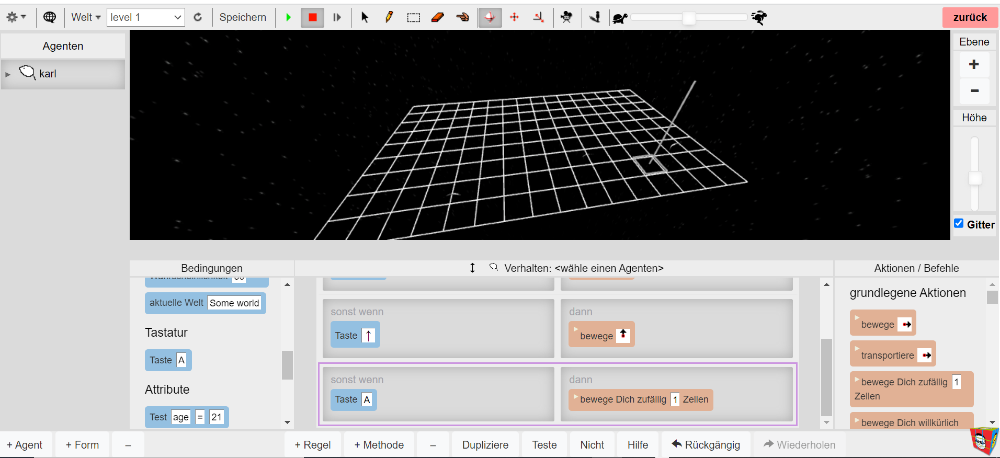 Welt level 1 Speichern zurück
Agenten
karl
Ebene
+
−
Höhe
Gitter
Bedingungen
Verhalten: <wähle einen Agenten>
Aktionen / Befehle
aktuelle Welt Some world
Tastatur
Taste A
Attribute
Test age = 21
sonst wenn
Taste ↑
dann
bewege
sonst wenn
Taste A
dann
bewege Dich zufällig 1 Zellen
grundlegene Aktionen
bewege
transportiere
bewege Dich zufällig 1
Zellen
bewege Dich willkürlich
+ Agent + Form – + Regel + Methode – Dupliziere Teste Nicht Hilfe Rückgängig Wiederholen